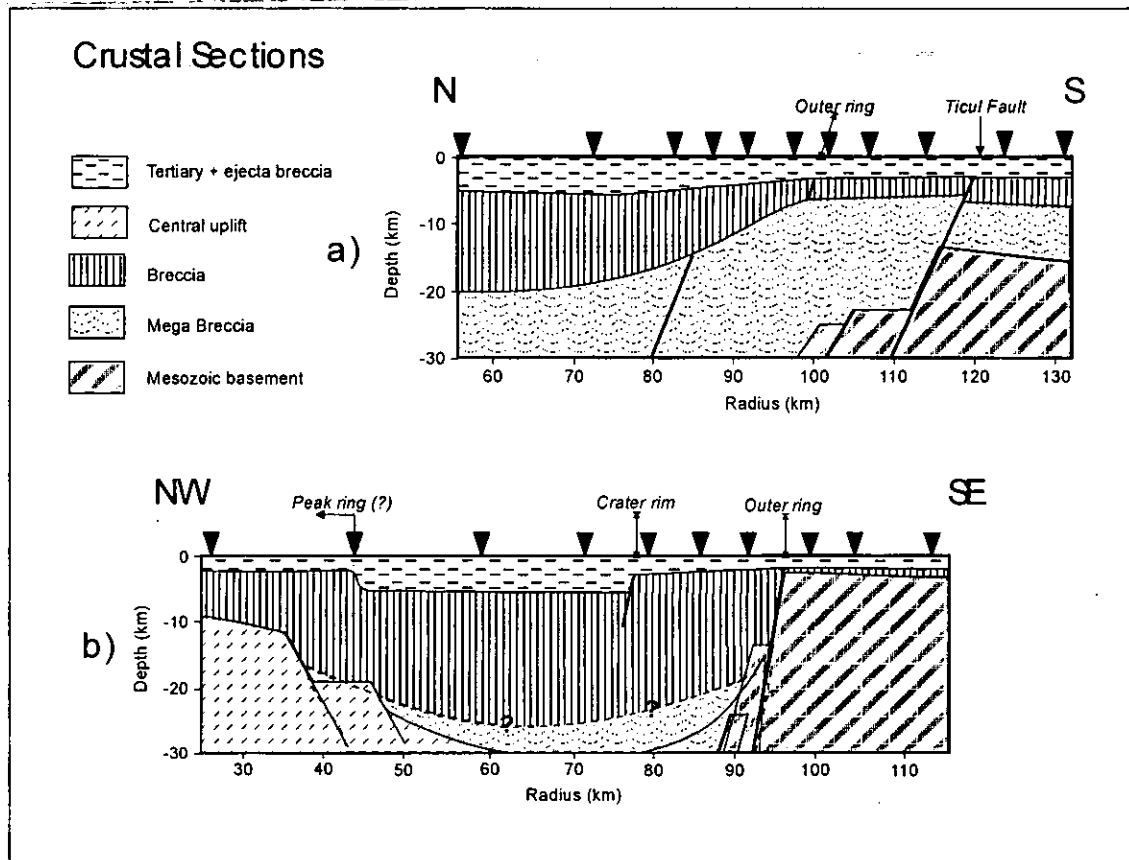 Crustal Sections
Tertiary + ejecta breccia
Central uplift
Breccia
Mega Breccia
Mesozoic basement
a)
N
S
Outer ring
Ticul Fault
0
-10
-20
-30
Depth (km)
60 70 80 90 100 110 120 130
Radius (km)
b)
NW
SE
Peak ring (?)
Crater rim
Outer ring
0
-10
-20
-30
Depth (km)
? ?
30 40 50 60 70 80 90 100 110
Radius (km)